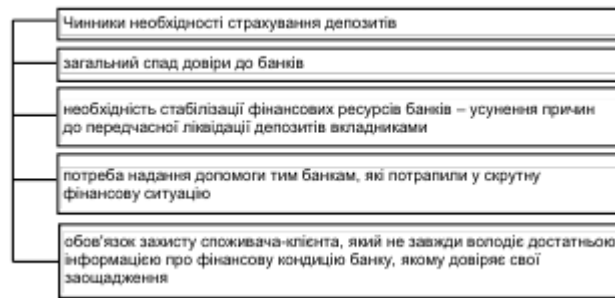 Чинники необхідності страхування депозитів
загальний спад довіри до банків
необхідність стабілізації фінансових ресурсів банків – усунення причин
до передчасної ліквідації депозитів вкладниками
потреба надання допомоги тим банкам, які потрапили у скрутну
фінансову ситуацію
обов'язок захисту споживача-клієнта, який не завжди володіє достатньою
інформацією про фінансову кондицію банку, якому довіряє свої
заощадження